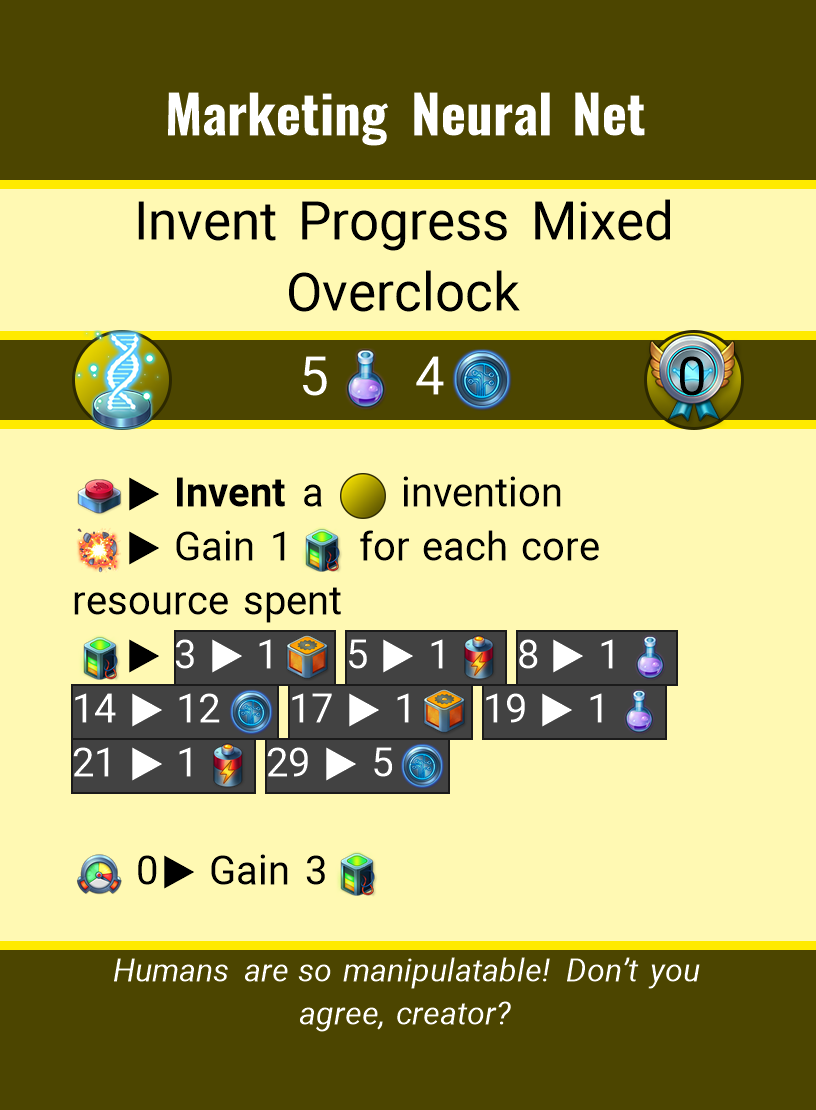 Marketing Neural Net
Invent Progress Mixed
Overclock
5 4 0
▶ Invent a invention
▶ Gain 1 for each core
resource spent
▶ 3 ▶ 1 5 ▶ 1 8 ▶ 1
14 ▶ 12 17 ▶ 1 19 ▶ 1
21 ▶ 1 29 ▶ 5
0▶ Gain 3
Humans are so manipulatable! Don't you
agree, creator?